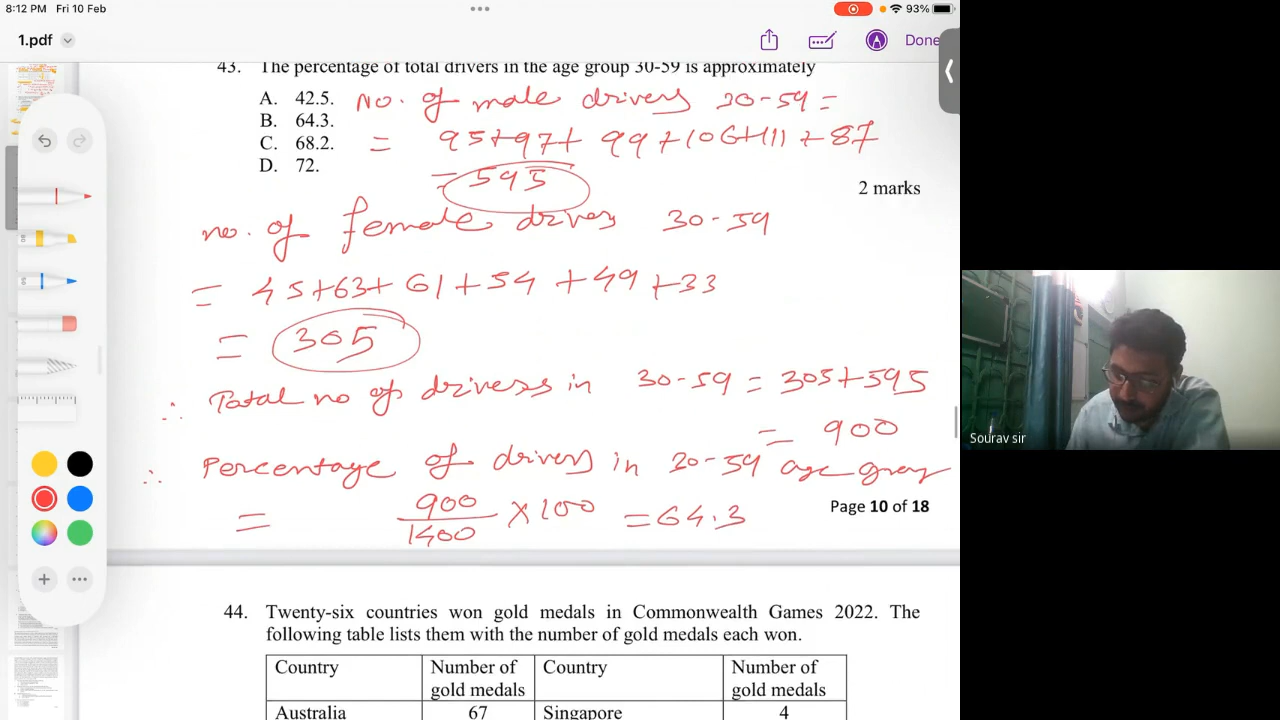 8:12 PM Fri 10 Feb
93%
1.pdf
Done
43. The percentage of total drivers in the age group 30-59 is approximately
A. 42.5. No. of male drivers 30-59 =
B. 64.3.
C. 68.2. = 95+97+ 99+106+111+87
D. 72.
= 595
2 marks
no. of female drives 30-59
= 45+63+ 61+54 +49+33
= 305
∴ Total no of drivers in 30-59 = 305+595
= 900
∴ Percentage of drivers in 30-59 age group
= 900/1400 ×100 =64.3
Page 10 of 18
44. Twenty-six countries won gold medals in Commonwealth Games 2022. The
following table lists them with the number of gold medals each won.
Country Number of gold medals Country Number of gold medals
Australia 67 Singapore 4
Sourav sir